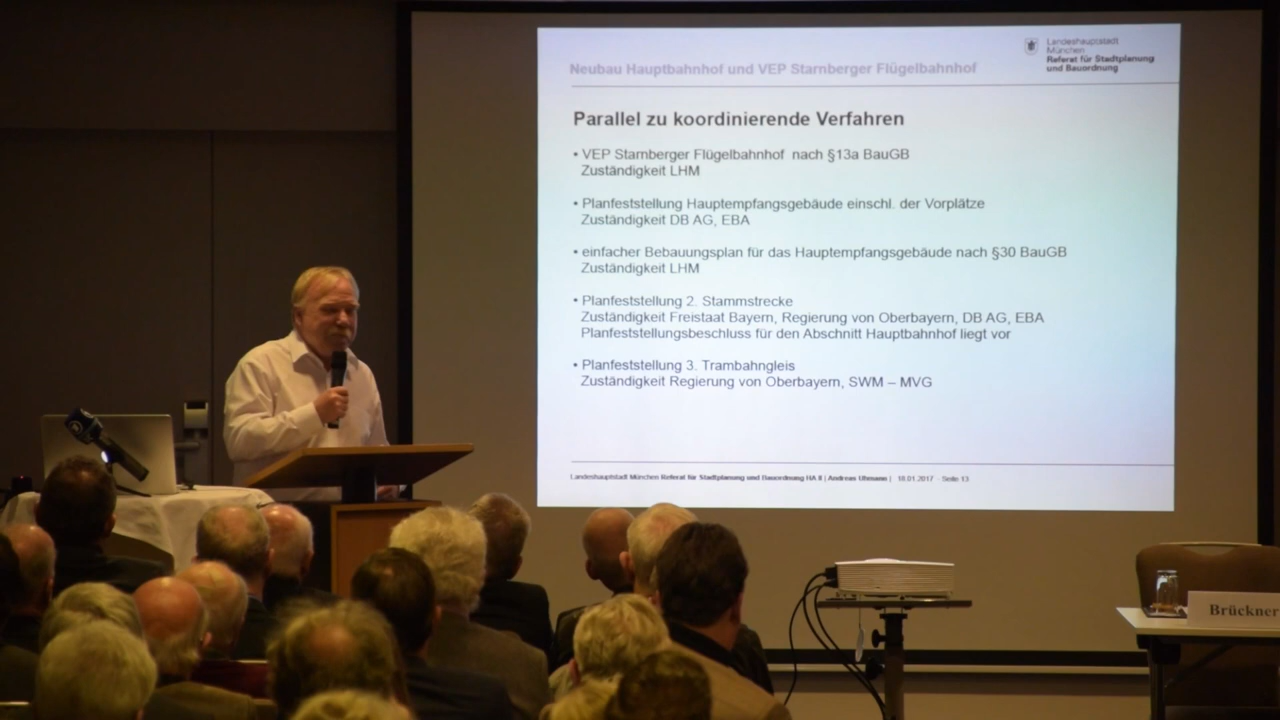 Landeshauptstadt
München
Referat für Stadtplanung
und Bauordnung
Neubau Hauptbahnhof und VEP Starnberger Flügelbahnhof
Parallel zu koordinierende Verfahren
• VEP Starnberger Flügelbahnhof nach §13a BauGB
Zuständigkeit LHM
• Planfeststellung Hauptempfangsgebäude einschl. der Vorplätze
Zuständigkeit DB AG, EBA
• einfacher Bebauungsplan für das Hauptempfangsgebäude nach §30 BauGB
Zuständigkeit LHM
• Planfeststellung 2. Stammstrecke
Zuständigkeit Freistaat Bayern, Regierung von Oberbayern, DB AG, EBA
Planfeststellungsbeschluss für den Abschnitt Hauptbahnhof liegt vor
• Planfeststellung 3. Trambahngleis
Zuständigkeit Regierung von Oberbayern, SWM – MVG
Landeshauptstadt München Referat für Stadtplanung und Bauordnung HA II | Andreas Uhmann | 18.01.2017 - Seite 13
Brückner